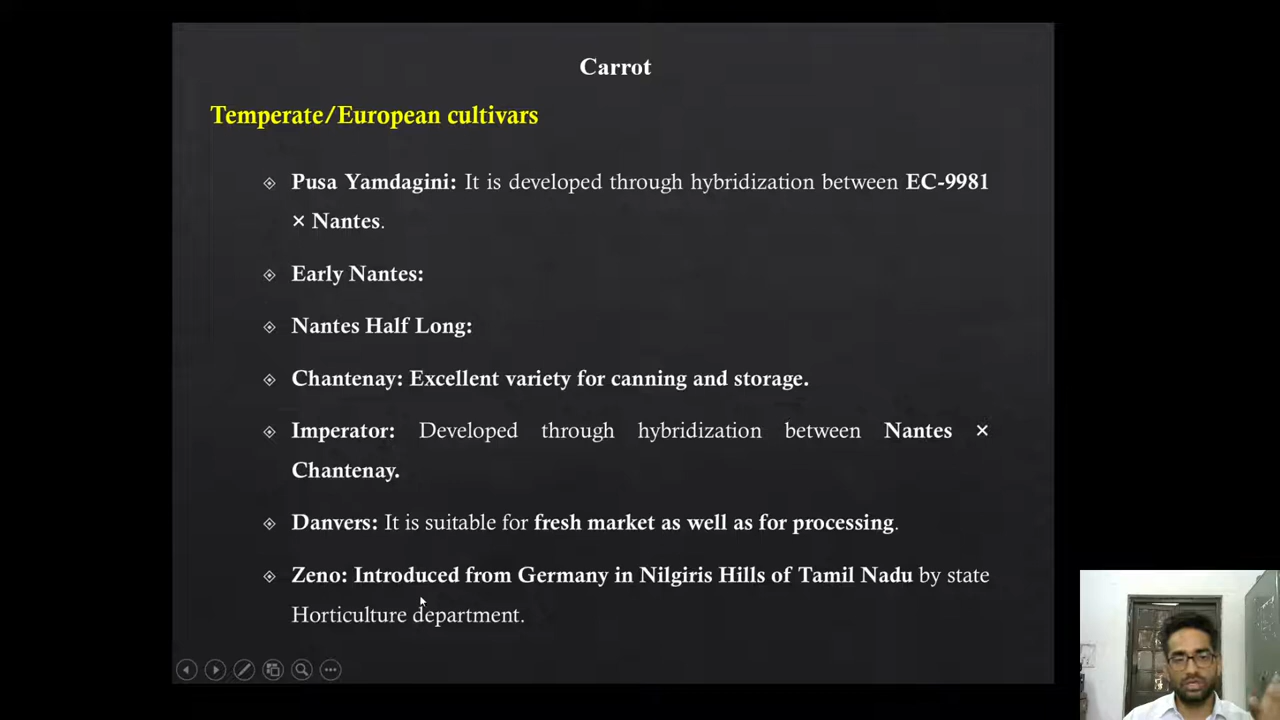 Carrot
Temperate/European cultivars
Pusa Yamdagini: It is developed through hybridization between EC-9981
× Nantes.
Early Nantes:
Nantes Half Long:
Chantenay: Excellent variety for canning and storage.
Imperator: Developed through hybridization between Nantes ×
Chantenay.
Danvers: It is suitable for fresh market as well as for processing.
Zeno: Introduced from Germany in Nilgiris Hills of Tamil Nadu by state
Horticulture department.